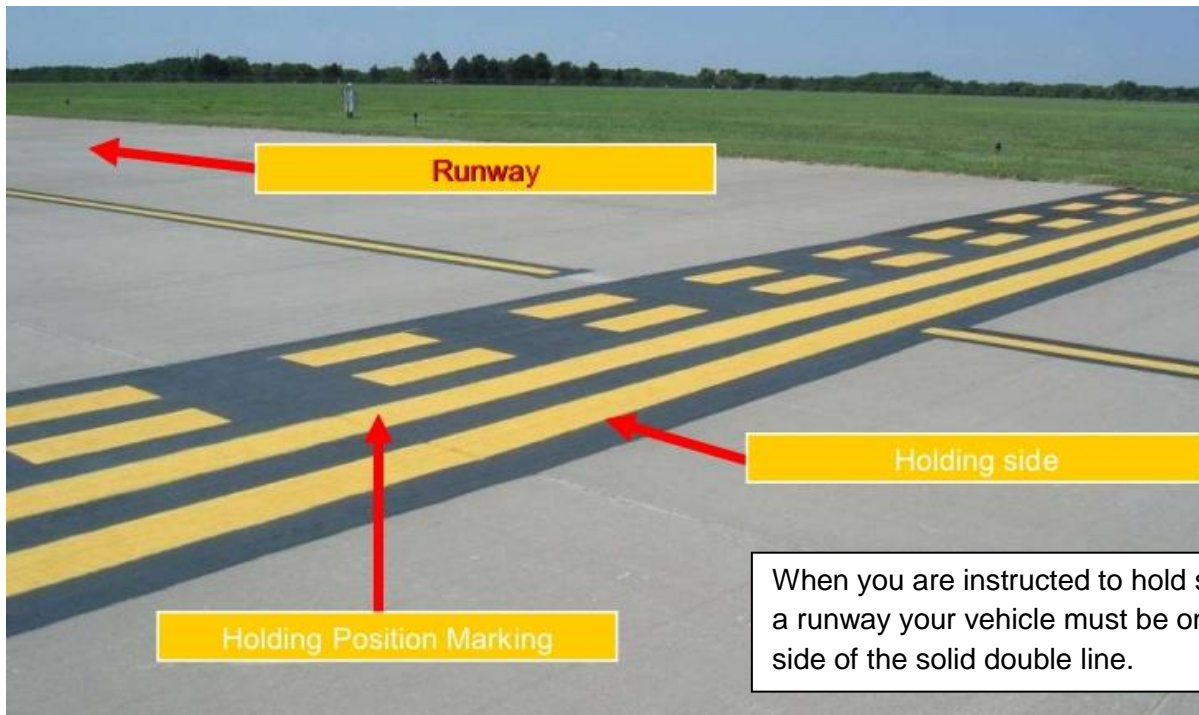 Runway
Holding side
Holding Position Marking
When you are instructed to hold
a runway your vehicle must be
side of the solid double line.